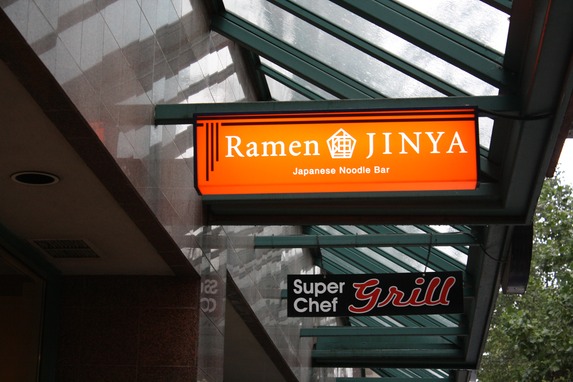 Ramen JINYA
Japanese Noodle Bar
Super
Chef Grill